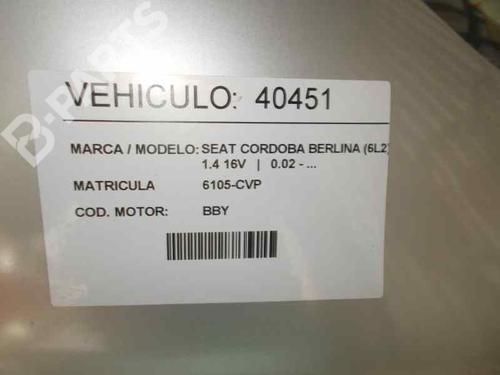 B-PARTS
VEHICULO: 40451
MARCA / MODELO: SEAT CORDOBA BERLINA (6L2)
1.4 16V | 0.02 - ...
MATRICULA 6105-CVP
COD. MOTOR: BBY